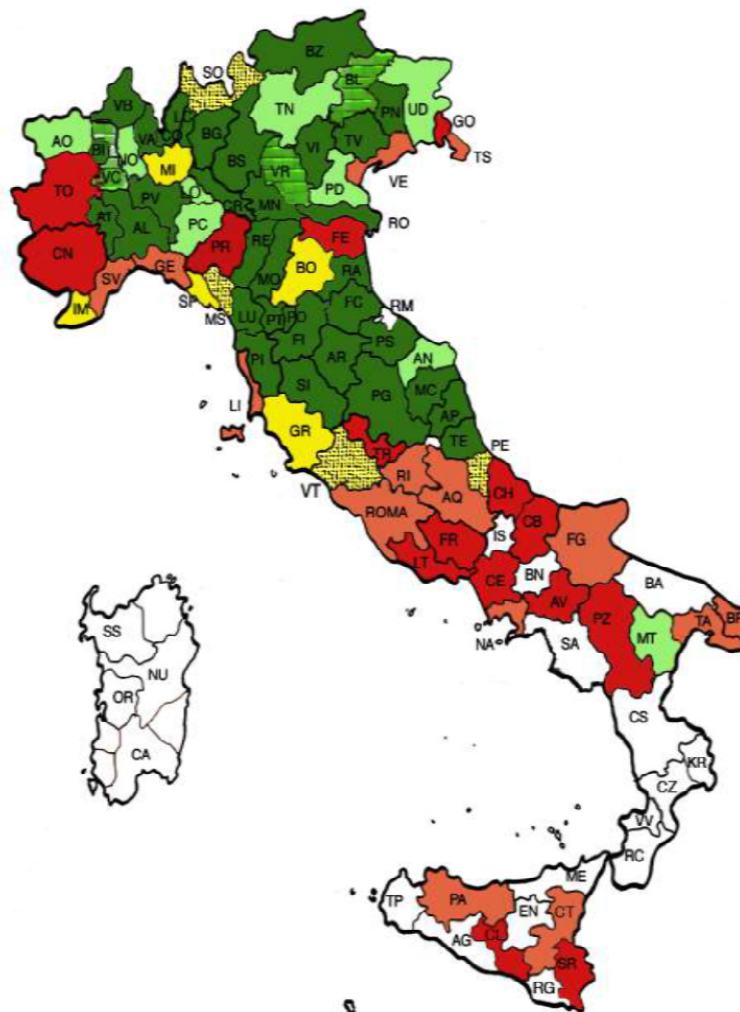 BZ
SO
BL
VB
LC
TN
PN
UD
AO
BI
NO
VA
CO
BG
TV
GO
BS
VI
TS
MI
VR
VC
LO
PD
VE
TO
PV
CR
MN
AT
AL
PC
RO
CN
PR
RE
FE
GE
BO
SV
MO
RA
IM
SP
MS
FC
RM
LU
PT
PO
FI
PS
PI
AR
AN
SI
PG
MC
LI
AP
GR
TE
PE
TR
VT
RI
AQ
CH
ROMA
CB
FR
IS
FG
LT
CE
BN
BA
AV
PZ
TA
BR
NA
SA
MT
SS
NU
OR
CS
CA
KR
CZ
VV
RC
ME
TP
PA
EN
CT
AG
CL
SR
RG